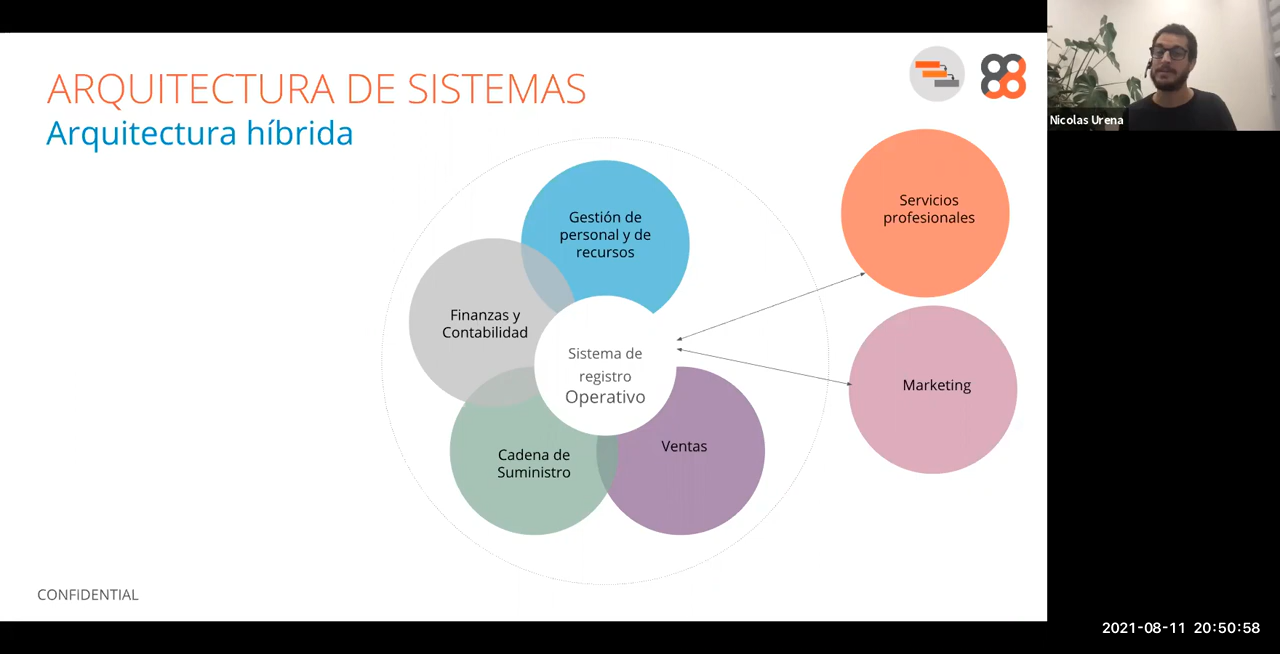 ARQUITECTURA DE SISTEMAS
Arquitectura híbrida
Nicolas Urena
Servicios
profesionales
Gestión de
personal y de
recursos
Finanzas y
Contabilidad
Sistema de
registro
Operativo
Marketing
Ventas
Cadena de
Suministro
CONFIDENTIAL
2021-08-11 20:50:58